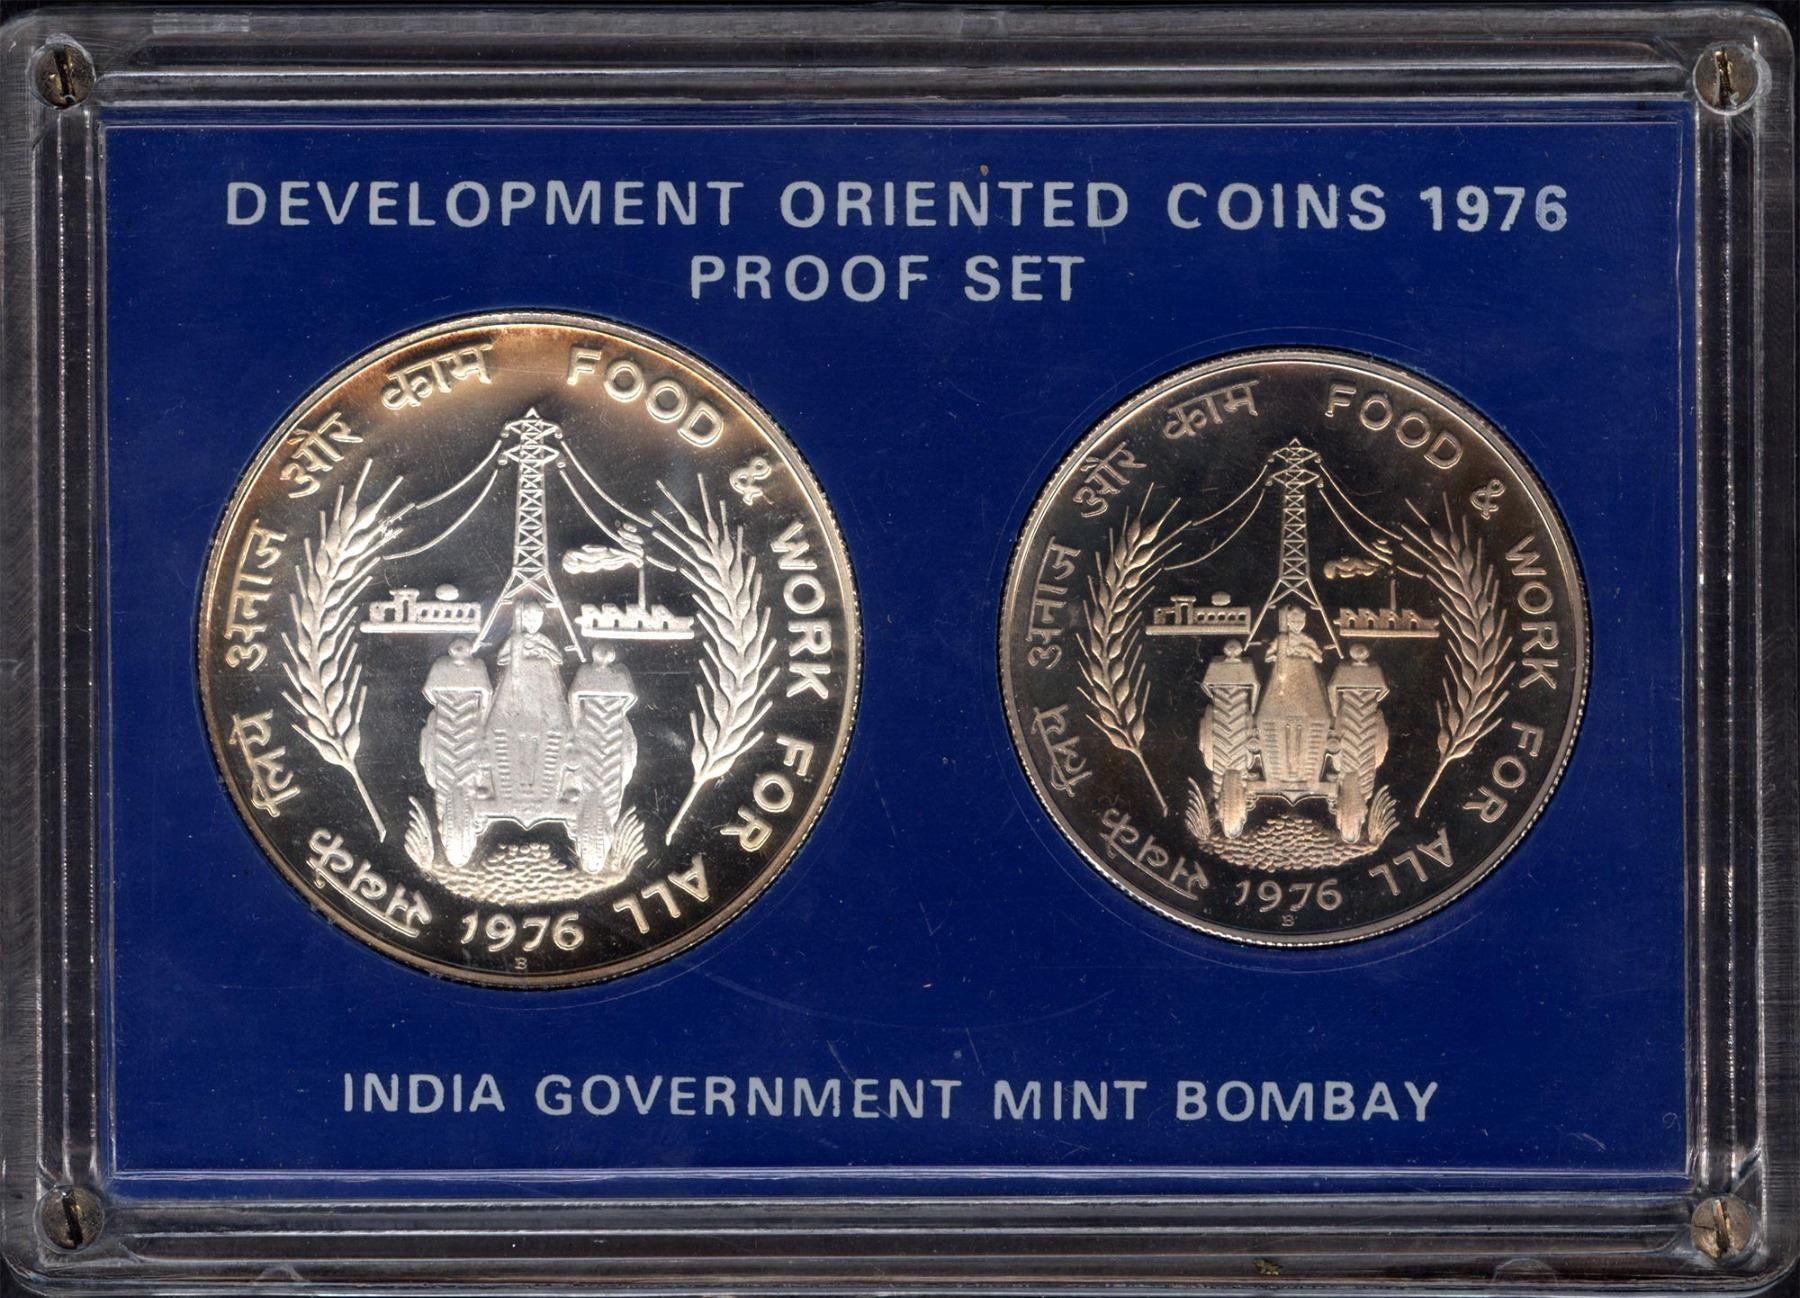 DEVELOPMENT ORIENTED COINS 1976
PROOF SET
सबके लिये अनाज और काम
FOOD & WORK FOR ALL
1976
B
सबके लिये अनाज और काम
FOOD & WORK FOR ALL
1976
B
INDIA GOVERNMENT MINT BOMBAY